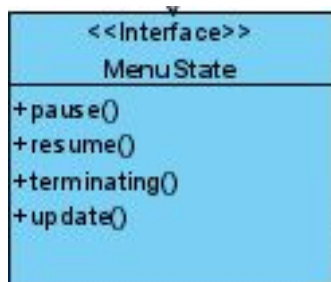 <<Interface>>
MenuState
+pause()
+resume()
+terminating()
+update()